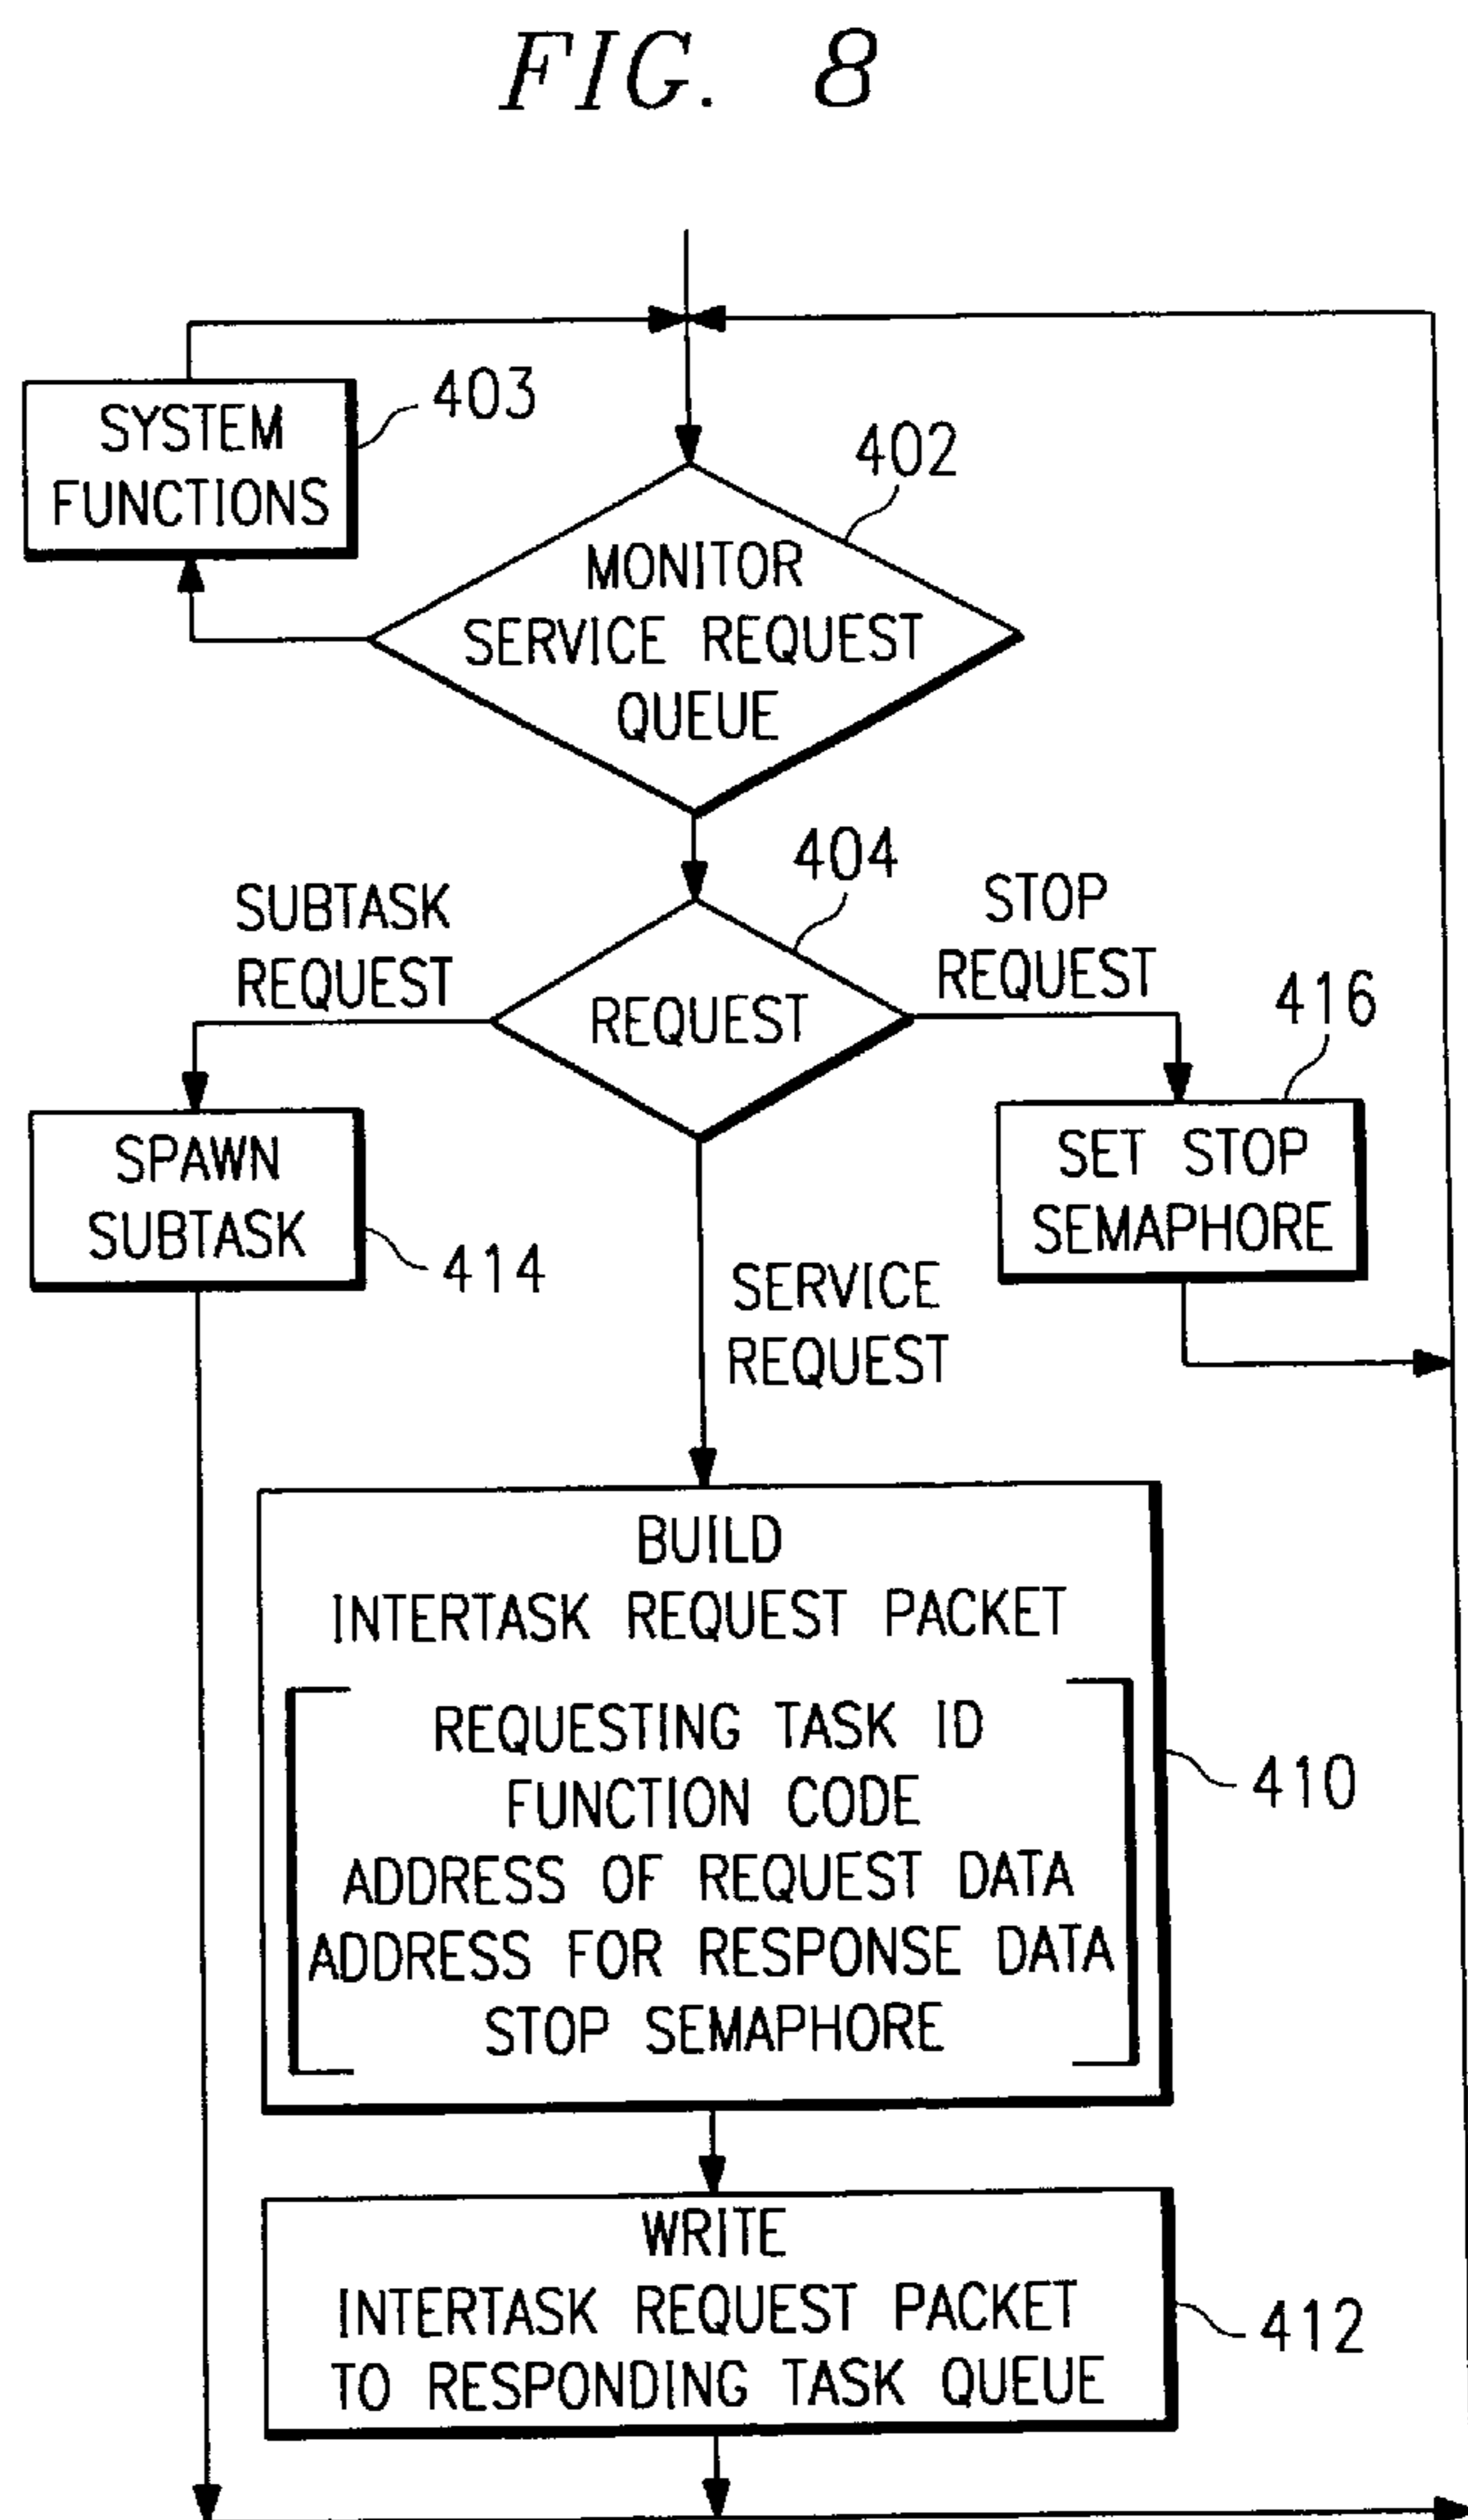 FIG. 8
SYSTEM
FUNCTIONS
403
402
MONITOR
SERVICE REQUEST
QUEUE
404
SUBTASK
REQUEST
STOP
REQUEST
REQUEST
416
SPAWN
SUBTASK
414
SET STOP
SEMAPHORE
SERVICE
REQUEST
BUILD
INTERTASK REQUEST PACKET
REQUESTING TASK ID
FUNCTION CODE
ADDRESS OF REQUEST DATA
ADDRESS FOR RESPONSE DATA
STOP SEMAPHORE
410
WRITE
INTERTASK REQUEST PACKET
TO RESPONDING TASK QUEUE
412